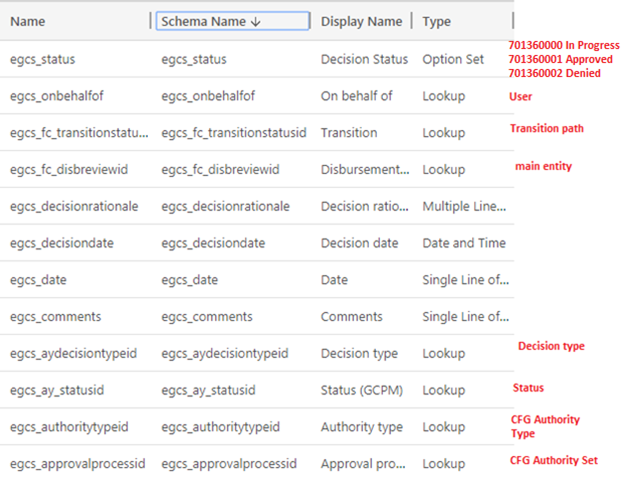 Name Schema Name ↓ Display Name Type
701360000 In Progress
egcs_status egcs_status Decision Status Option Set 701360001 Approved
701360002 Denied
egcs_onbehalfof egcs_onbehalfof On behalf of Lookup User
egcs_fc_transitionstatu... egcs_fc_transitionstatusid Transition Lookup Transition path
egcs_fc_disbreviewid egcs_fc_disbreviewid Disbursement... Lookup main entity
egcs_decisionrationale egcs_decisionrationale Decision ratio... Multiple Line...
egcs_decisiondate egcs_decisiondate Decision date Date and Time
egcs_date egcs_date Date Single Line of...
egcs_comments egcs_comments Comments Single Line of...
egcs_aydecisiontypeid egcs_aydecisiontypeid Decision type Lookup Decision type
egcs_ay_statusid egcs_ay_statusid Status (GCPM) Lookup Status
egcs_authoritytypeid egcs_authoritytypeid Authority type Lookup CFG Authority
Type
egcs_approvalprocessid egcs_approvalprocessid Approval pro... Lookup CFG Authority Set